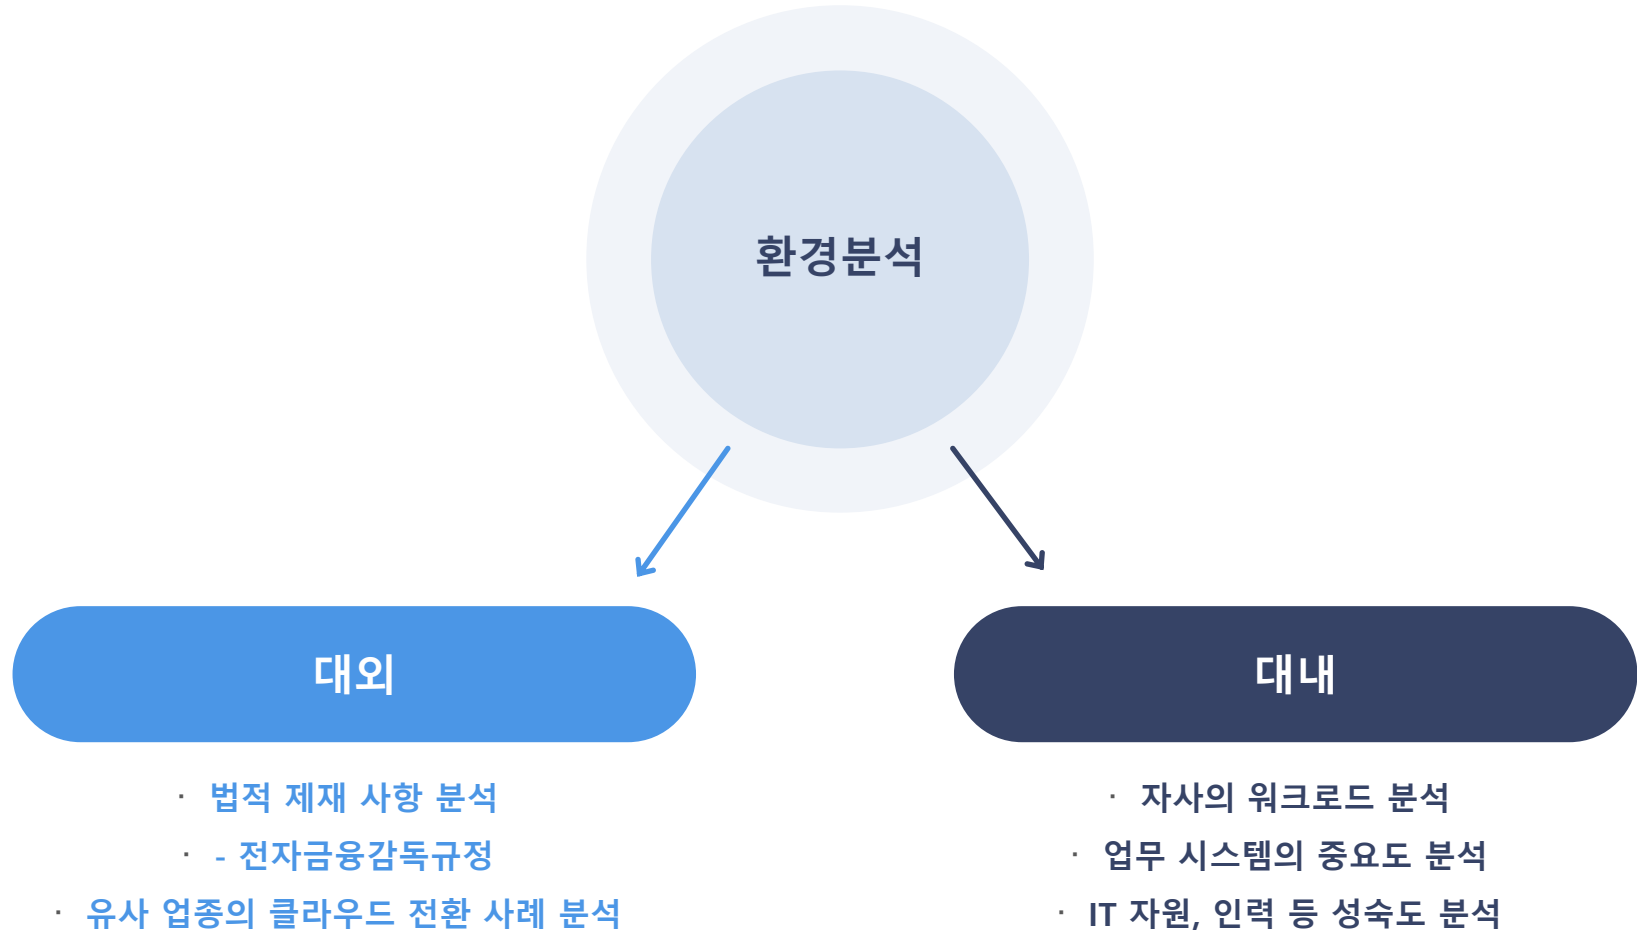 환경분석
대외
· 법적 제재 사항 분석
· - 전자금융감독규정
· 유사 업종의 클라우드 전환 사례 분석
대내
· 자사의 워크로드 분석
· 업무 시스템의 중요도 분석
· IT 자원, 인력 등 성숙도 분석